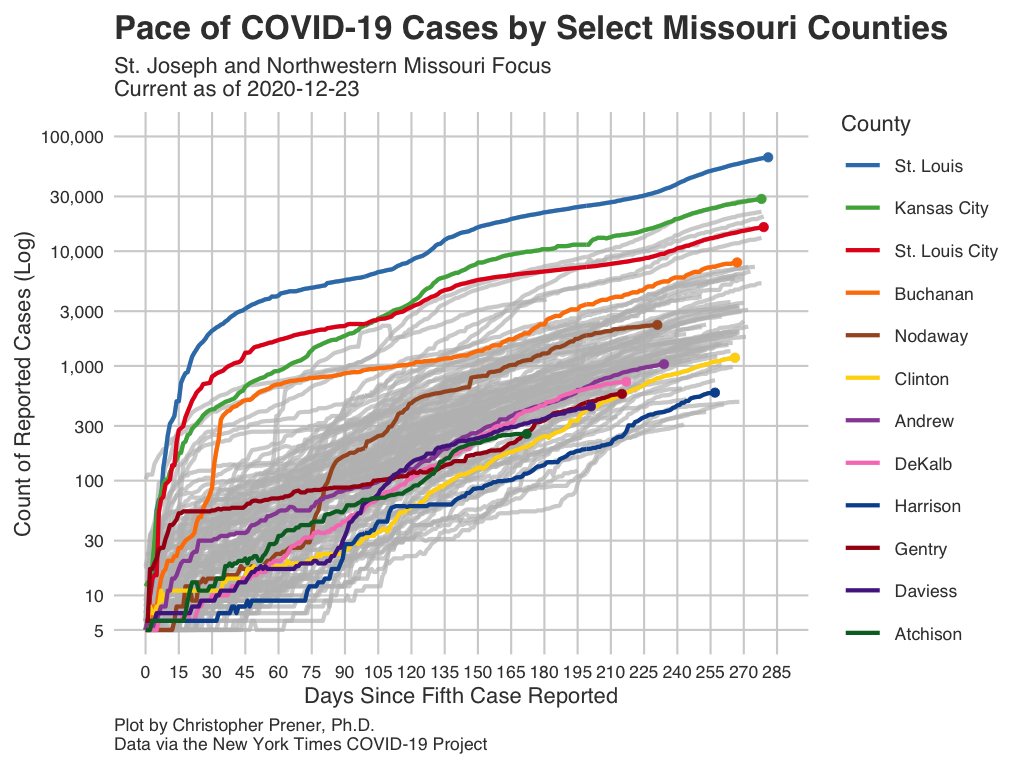 Pace of COVID-19 Cases by Select Missouri Counties
St. Joseph and Northwestern Missouri Focus
Current as of 2020-12-23
County
St. Louis
Kansas City
St. Louis City
Buchanan
Nodaway
Clinton
Andrew
DeKalb
Harrison
Gentry
Daviess
Atchison
Count of Reported Cases (Log)
100,000
30,000
10,000
3,000
1,000
300
100
30
10
5
0 15 30 45 60 75 90 105 120 135 150 165 180 195 210 225 240 255 270 285
Days Since Fifth Case Reported
Plot by Christopher Prener, Ph.D.
Data via the New York Times COVID-19 Project